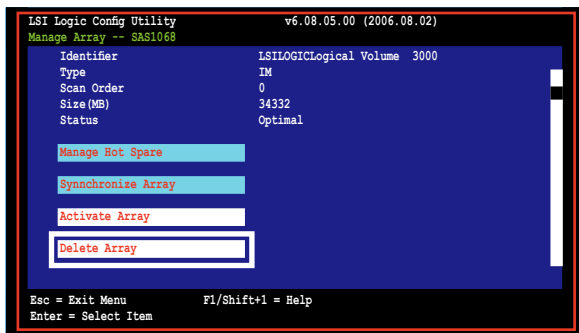 LSI Logic Config Utility v6.08.05.00 (2006.08.02)
Manage Array -- SAS1068
Identifier LSILOGICLogical Volume 3000
Type IM
Scan Order 0
Size(MB) 34332
Status Optimal
Manage Hot Spare
Synnchronize Array
Activate Array
Delete Array
Esc = Exit Menu F1/Shift+1 = Help
Enter = Select Item